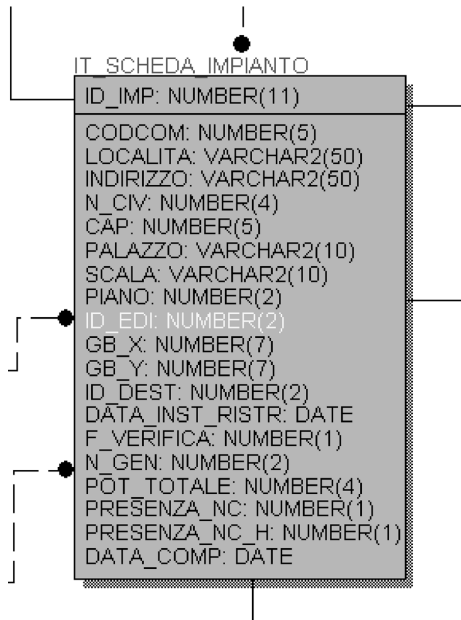 IT_SCHEDA_IMPIANTO
ID_IMP: NUMBER(11)
CODCOM: NUMBER(5)
LOCALITA: VARCHAR2(50)
INDIRIZZO: VARCHAR2(50)
N_CIV: NUMBER(4)
CAP: NUMBER(5)
PALAZZO: VARCHAR2(10)
SCALA: VARCHAR2(10)
PIANO: NUMBER(2)
ID_EDI: NUMBER(2)
GB_X: NUMBER(7)
GB_Y: NUMBER(7)
ID_DEST: NUMBER(2)
DATA_INST_RISTR: DATE
F_VERIFICA: NUMBER(1)
N_GEN: NUMBER(2)
POT_TOTALE: NUMBER(4)
PRESENZA_NC: NUMBER(1)
PRESENZA_NC_H: NUMBER(1)
DATA_COMP: DATE